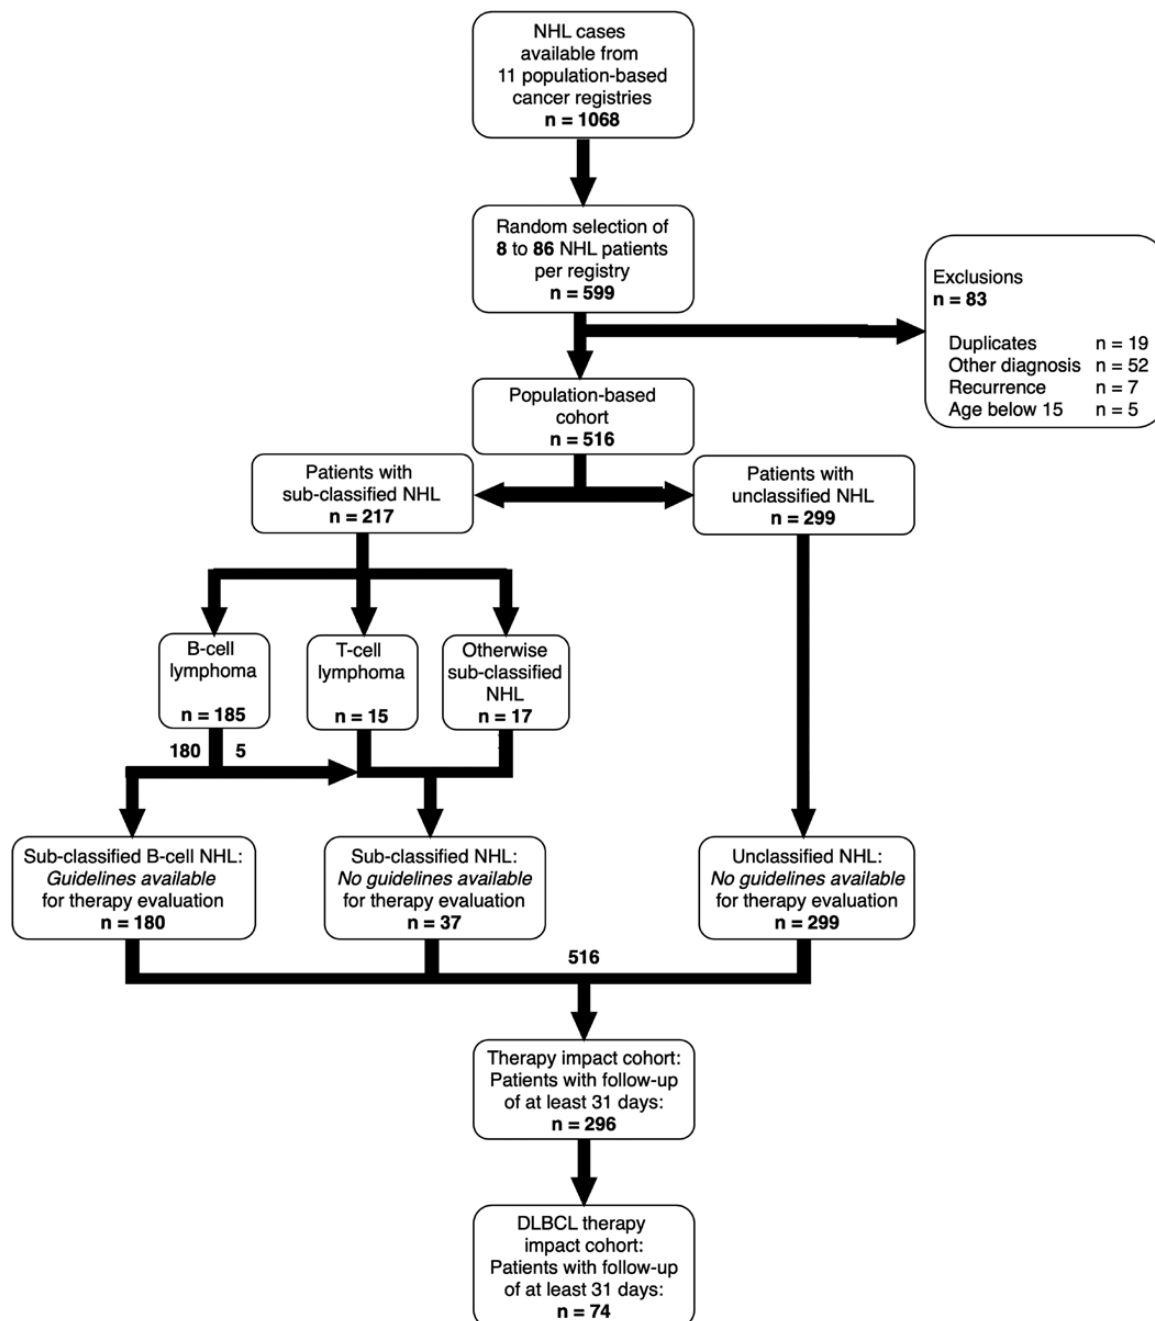 NHL cases
available from
11 population-based
cancer registries
n = 1068
Random selection of
8 to 86 NHL patients
per registry
n = 599
Exclusions
n = 83
Duplicates n = 19
Other diagnosis n = 52
Recurrence n = 7
Age below 15 n = 5
Population-based
cohort
n = 516
Patients with
sub-classified NHL
n = 217
Patients with
unclassified NHL
n = 299
B-cell
lymphoma
n = 185
T-cell
lymphoma
n = 15
Otherwise
sub-classified
NHL
n = 17
180 5
Sub-classified B-cell NHL:
Guidelines available
for therapy evaluation
n = 180
Sub-classified NHL:
No guidelines available
for therapy evaluation
n = 37
Unclassified NHL:
No guidelines available
for therapy evaluation
n = 299
516
Therapy impact cohort:
Patients with follow-up
of at least 31 days:
n = 296
DLBCL therapy
impact cohort:
Patients with follow-up
of at least 31 days:
n = 74